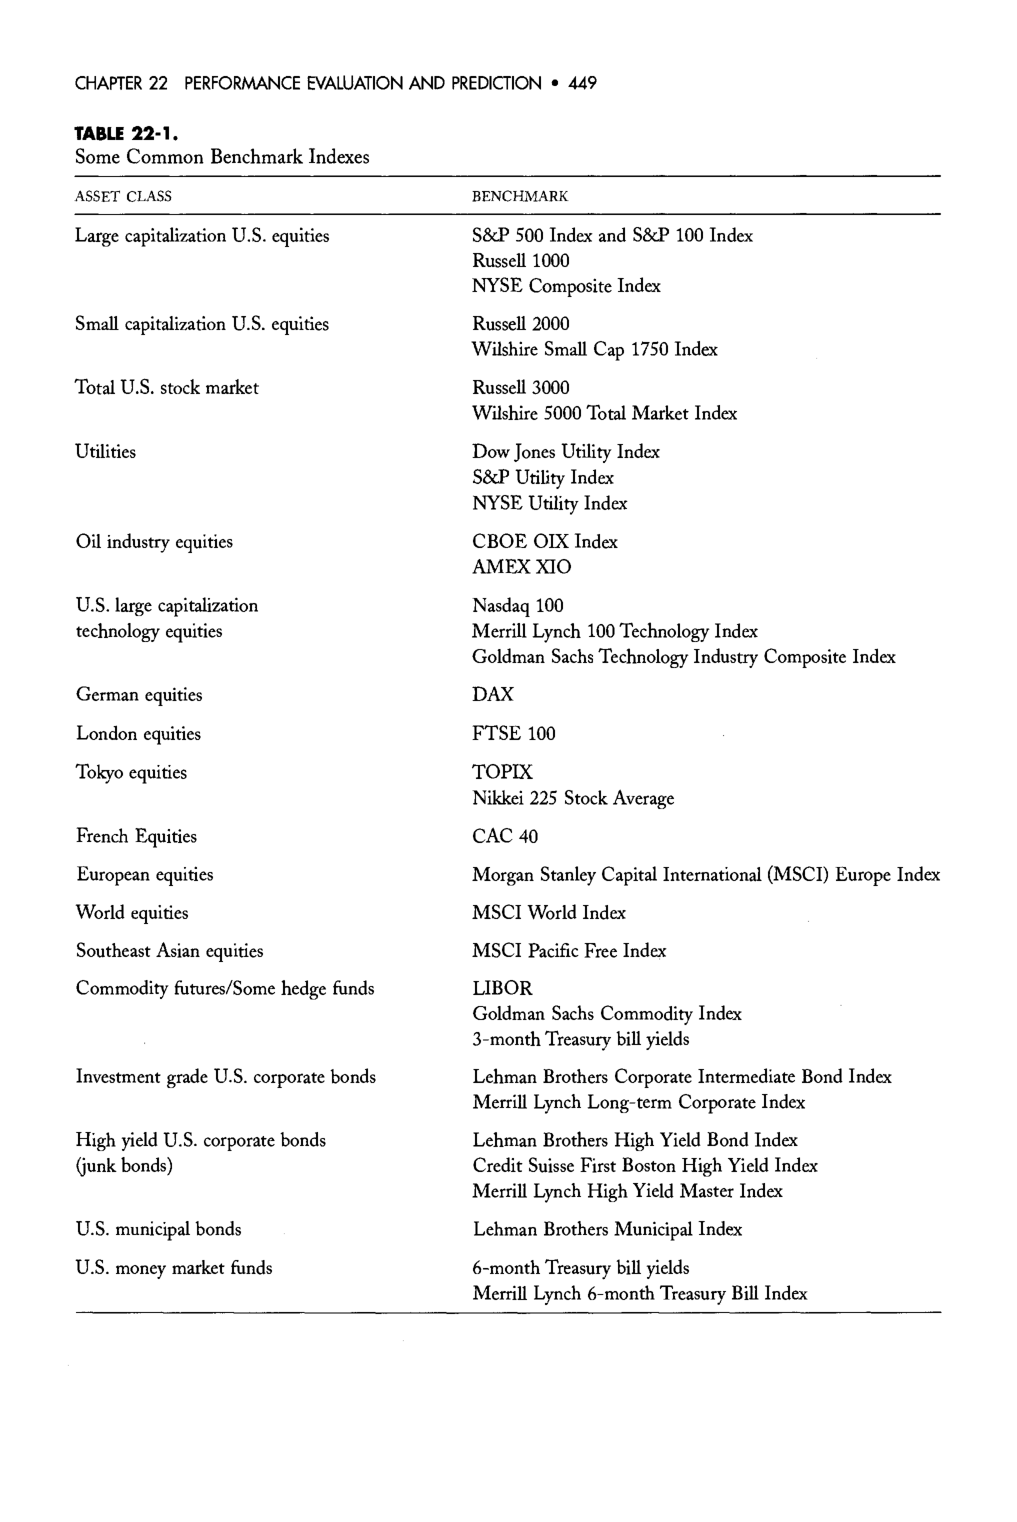 CHAPTER 22 PERFORMANCE EVALUATION AND PREDICTION • 449
TABLE 22-1.
Some Common Benchmark Indexes
ASSET CLASS BENCHMARK
Large capitalization U.S. equities S&P 500 Index and S&P 100 Index
Russell 1000
NYSE Composite Index
Small capitalization U.S. equities Russell 2000
Wilshire Small Cap 1750 Index
Total U.S. stock market Russell 3000
Wilshire 5000 Total Market Index
Utilities Dow Jones Utility Index
S&P Utility Index
NYSE Utility Index
Oil industry equities CBOE OIX Index
AMEX XIO
U.S. large capitalization Nasdaq 100
technology equities Merrill Lynch 100 Technology Index
Goldman Sachs Technology Industry Composite Index
German equities DAX
London equities FTSE 100
Tokyo equities TOPIX
Nikkei 225 Stock Average
French Equities CAC 40
European equities Morgan Stanley Capital International (MSCI) Europe Index
World equities MSCI World Index
Southeast Asian equities MSCI Pacific Free Index
Commodity futures/Some hedge funds LIBOR
Goldman Sachs Commodity Index
3-month Treasury bill yields
Investment grade U.S. corporate bonds Lehman Brothers Corporate Intermediate Bond Index
Merrill Lynch Long-term Corporate Index
High yield U.S. corporate bonds Lehman Brothers High Yield Bond Index
(junk bonds) Credit Suisse First Boston High Yield Index
Merrill Lynch High Yield Master Index
U.S. municipal bonds Lehman Brothers Municipal Index
U.S. money market funds 6-month Treasury bill yields
Merrill Lynch 6-month Treasury Bill Index